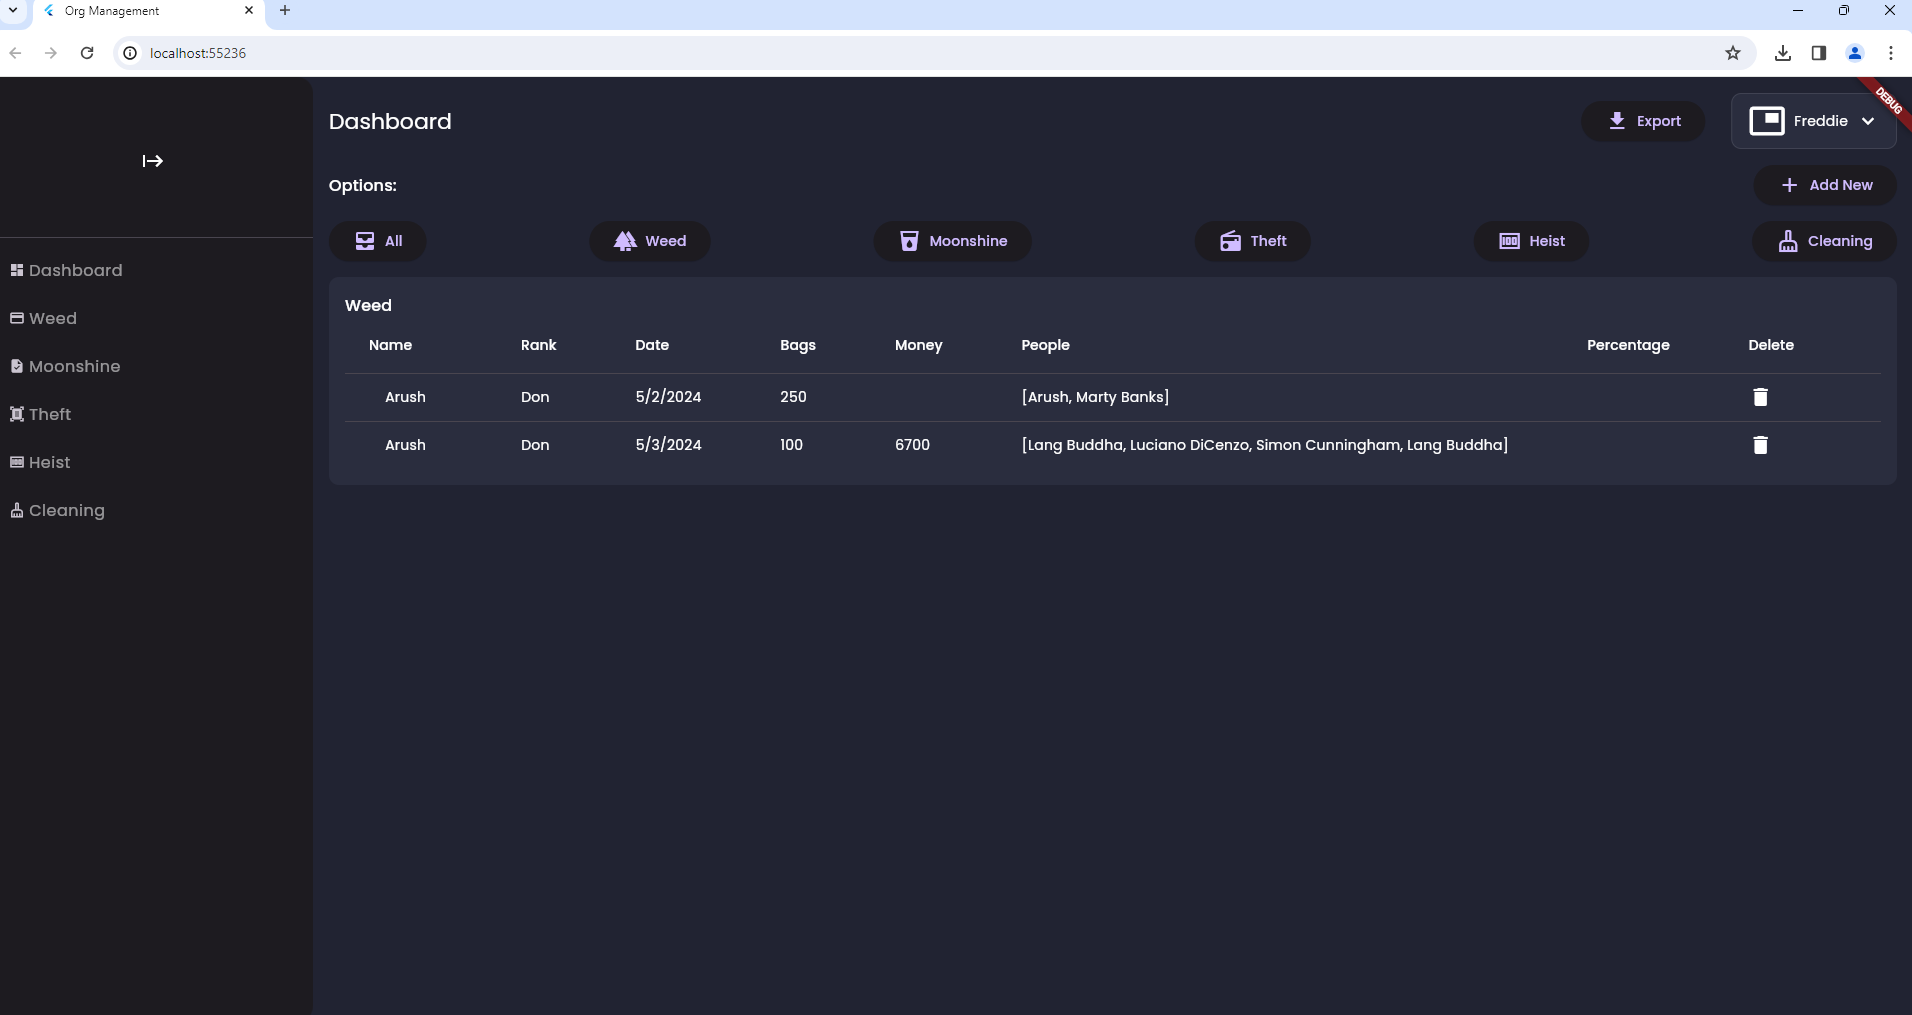 Org Management
localhost:55236
DEBUG
Dashboard
Export
Freddie
Options:
Add New
All Weed Moonshine Theft Heist Cleaning
Dashboard
Weed
Moonshine
Theft
Heist
Cleaning
Weed
Name Rank Date Bags Money People Percentage Delete
Arush Don 5/2/2024 250 [Arush, Marty Banks]
Arush Don 5/3/2024 100 6700 [Lang Buddha, Luciano DiCenzo, Simon Cunningham, Lang Buddha]